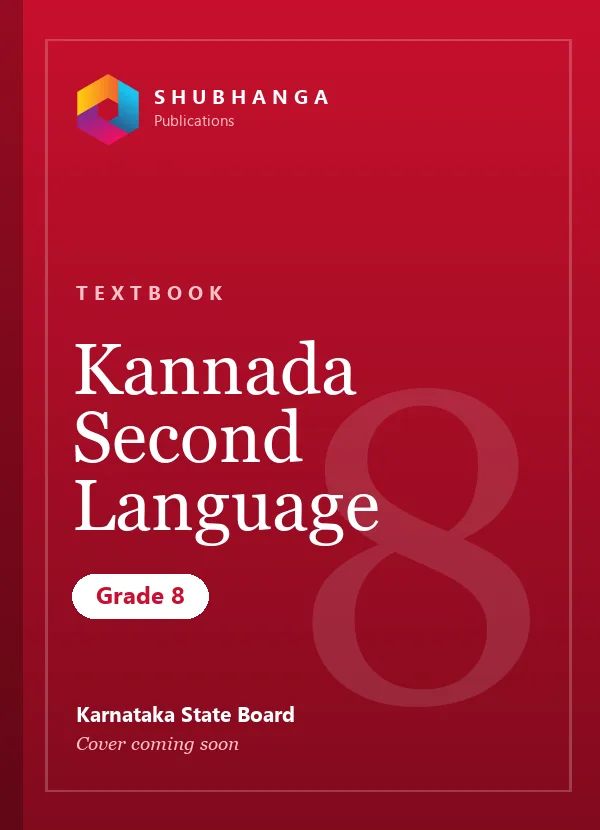 SHUBHANGA
Publications
TEXTBOOK
Kannada
Second
Language
8
Grade 8
Karnataka State Board
Cover coming soon